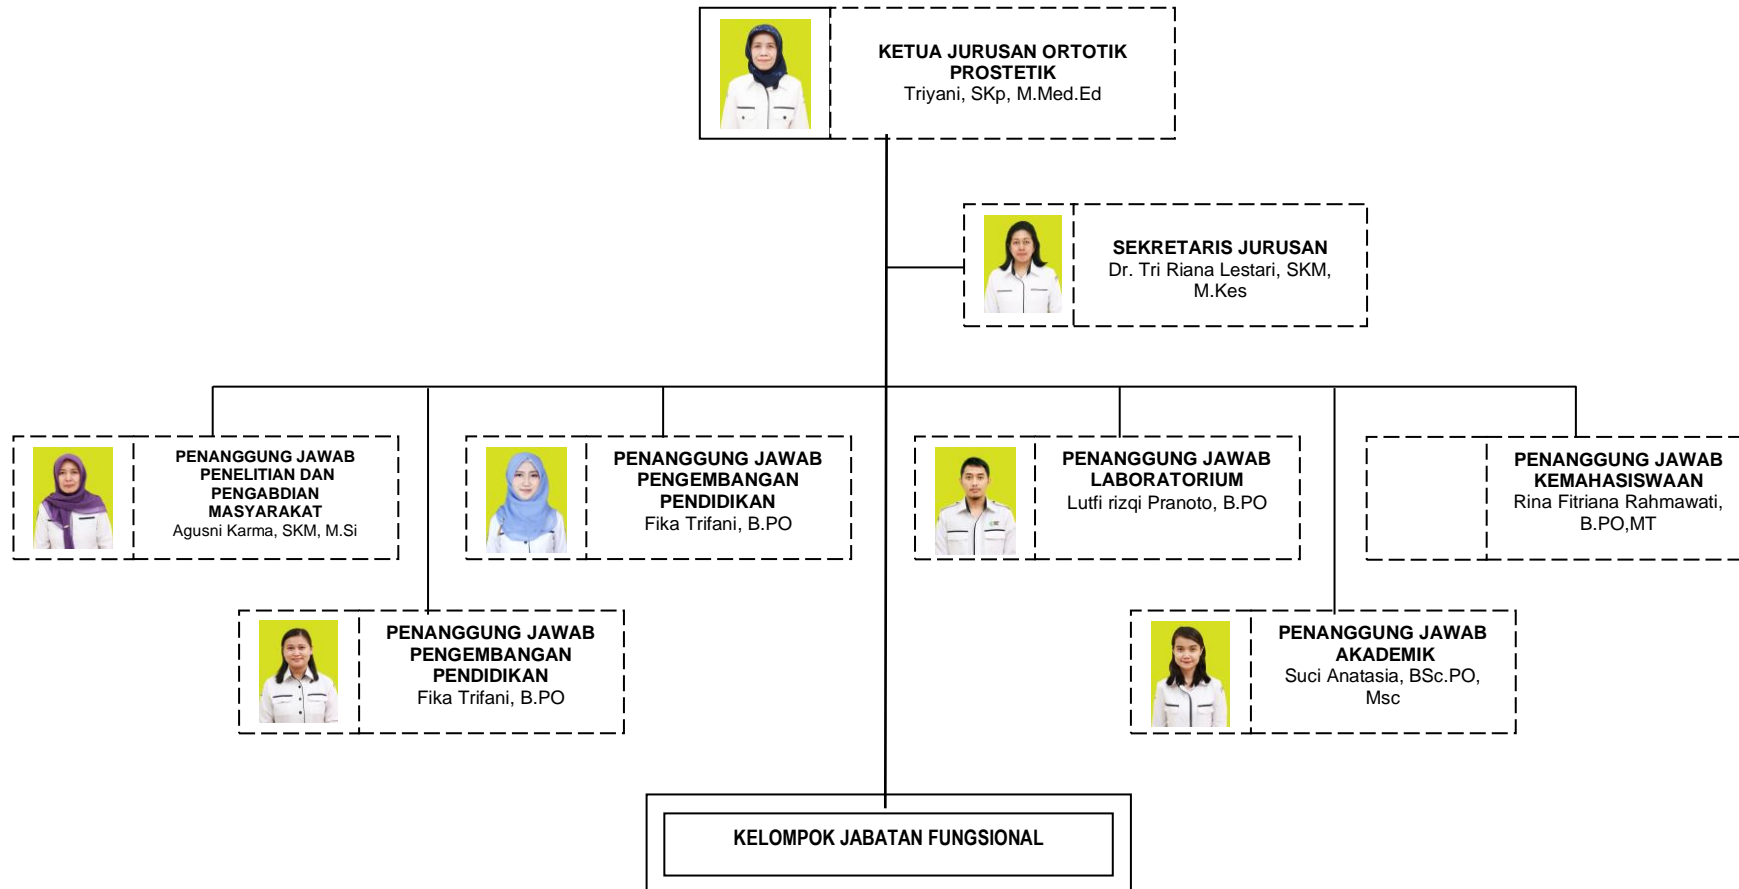 KETUA JURUSAN ORTOTIK
PROSTETIK
Triyani, SKp, M.Med.Ed
SEKRETARIS JURUSAN
Dr. Tri Riana Lestari, SKM,
M.Kes
PENANGGUNG JAWAB
PENELITIAN DAN
PENGABDIAN
MASYARAKAT
Agusni Karma, SKM, M.Si
PENANGGUNG JAWAB
PENGEMBANGAN
PENDIDIKAN
Fika Trifani, B.PO
PENANGGUNG JAWAB
LABORATORIUM
Lutfi rizqi Pranoto, B.PO
PENANGGUNG JAWAB
KEMAHASISWAAN
Rina Fitriana Rahmawati,
B.PO,MT
PENANGGUNG JAWAB
PENGEMBANGAN
PENDIDIKAN
Fika Trifani, B.PO
PENANGGUNG JAWAB
AKADEMIK
Suci Anatasia, BSc.PO,
Msc
KELOMPOK JABATAN FUNGSIONAL